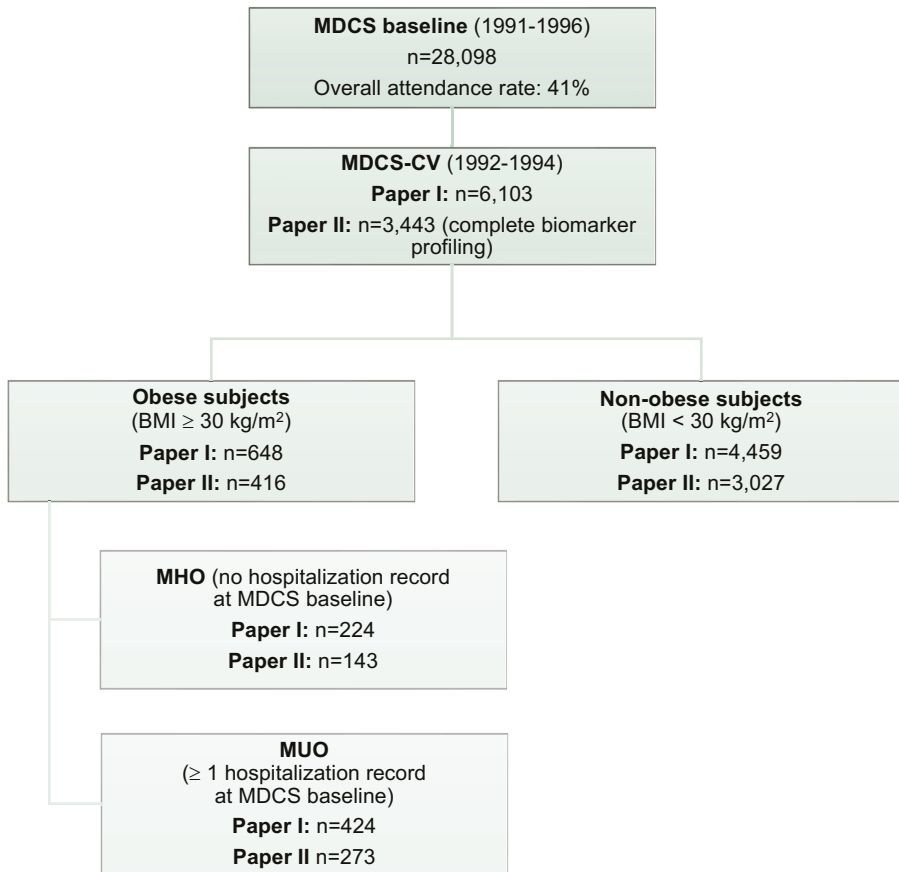 MDCS baseline (1991-1996)
n=28,098
Overall attendance rate: 41%
MDCS-CV (1992-1994)
Paper I: n=6,103
Paper II: n=3,443 (complete biomarker
profiling)
Obese subjects
(BMI ≥ 30 kg/m²)
Paper I: n=648
Paper II: n=416
Non-obese subjects
(BMI < 30 kg/m²)
Paper I: n=4,459
Paper II: n=3,027
MHO (no hospitalization record
at MDCS baseline)
Paper I: n=224
Paper II: n=143
MUO
(≥ 1 hospitalization record
at MDCS baseline)
Paper I: n=424
Paper II n=273